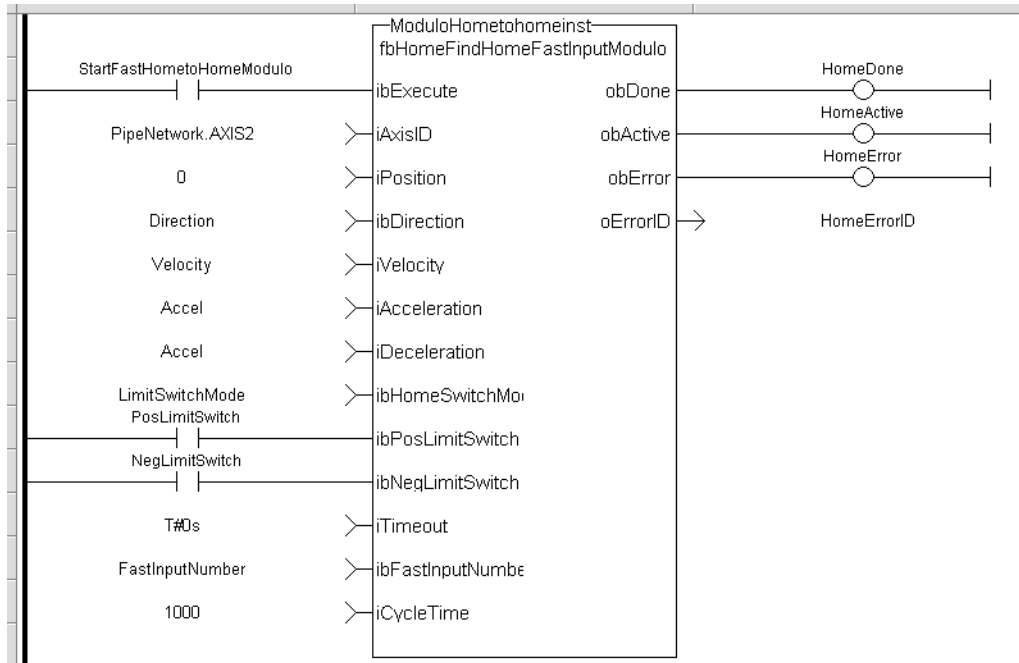 ModuloHometohomeinst
fbHomeFindHomeFastInputModulo
StartFastHometoHomeModulo
ibExecute
obDone
HomeDone
PipeNetwork.AXIS2
iAxisID
obActive
HomeActive
0
iPosition
obError
HomeError
Direction
ibDirection
oErrorID
HomeErrorID
Velocity
iVelocity
Accel
iAcceleration
Accel
iDeceleration
LimitSwitchMode
ibHomeSwitchMo
PosLimitSwitch
ibPosLimitSwitch
NegLimitSwitch
ibNegLimitSwitch
T#0s
iTimeout
FastInputNumber
ibFastInputNumbe
1000
iCycleTime